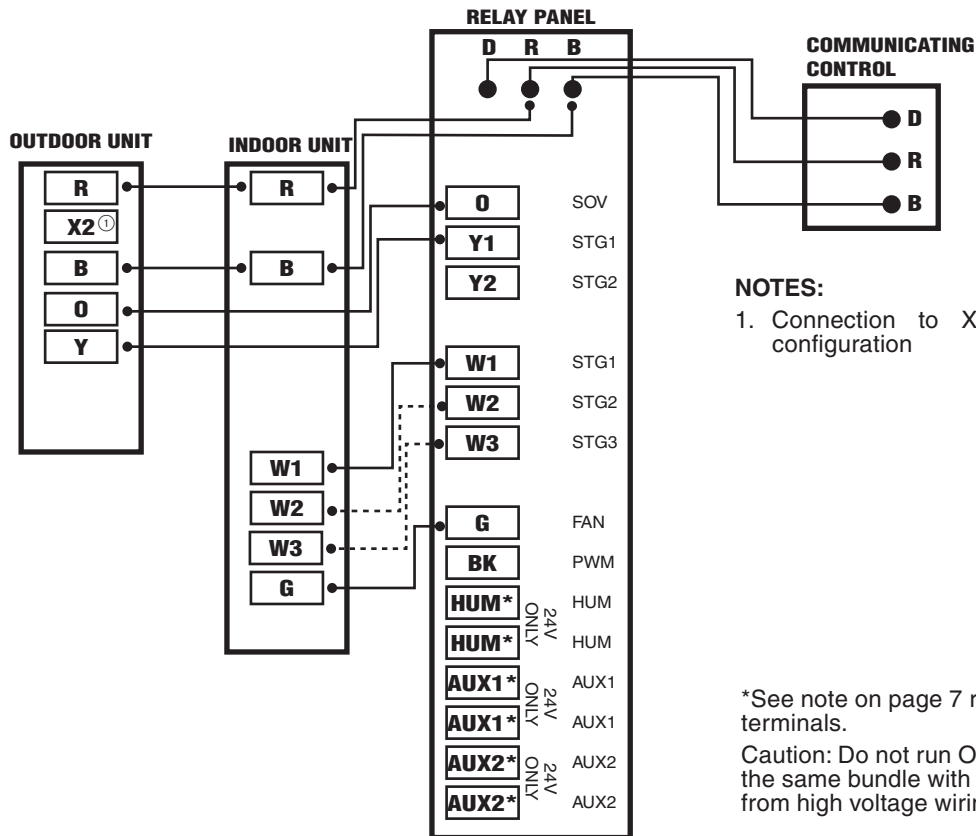 RELAY PANEL
D R B
COMMUNICATING
CONTROL
D
R
B
OUTDOOR UNIT
R
X2①
B
O
Y
INDOOR UNIT
R
B
W1
W2
W3
G
O SOV
Y1 STG1
Y2 STG2
W1 STG1
W2 STG2
W3 STG3
G FAN
BK PWM
HUM* HUM
HUM* HUM
24V
ONLY
AUX1* AUX1
AUX1* AUX1
24V
ONLY
AUX2* AUX2
AUX2* AUX2
24V
ONLY
NOTES:
1. Connection to X
configuration
*See note on page 7 r
terminals.
Caution: Do not run O
the same bundle with
from high voltage wirin